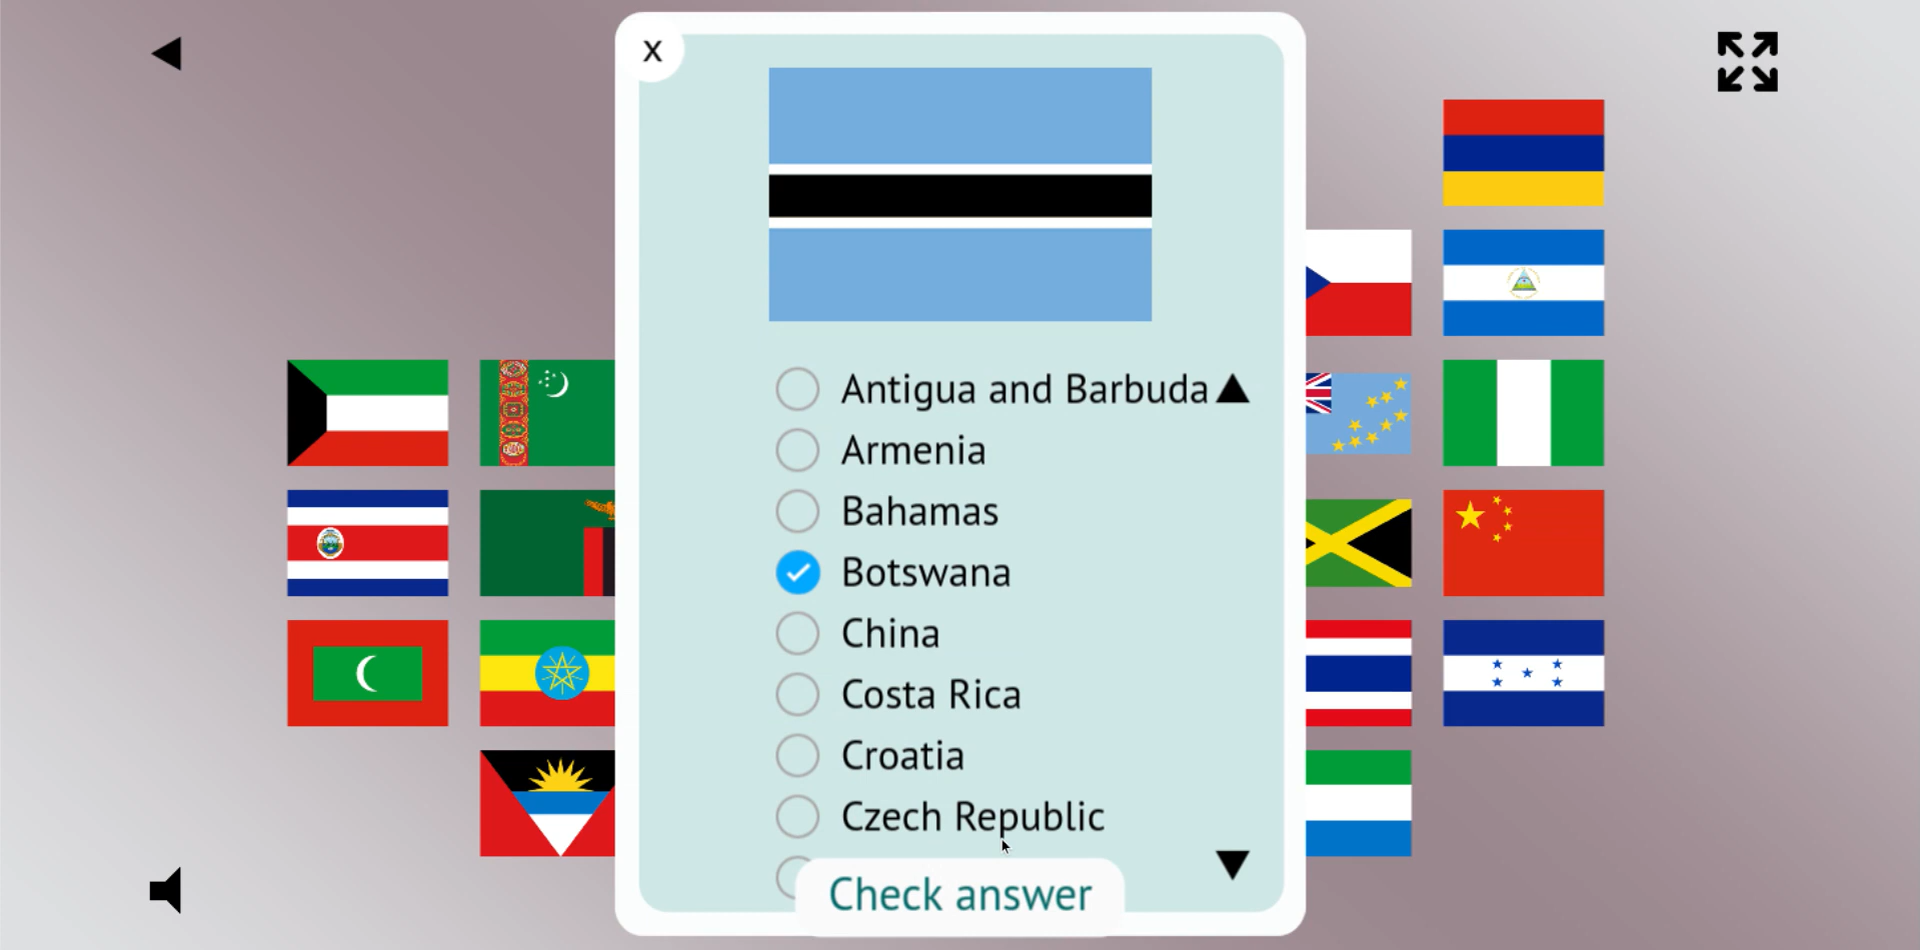 X
Antigua and Barbuda
Armenia
Bahamas
Botswana
China
Costa Rica
Croatia
Czech Republic
Check answer